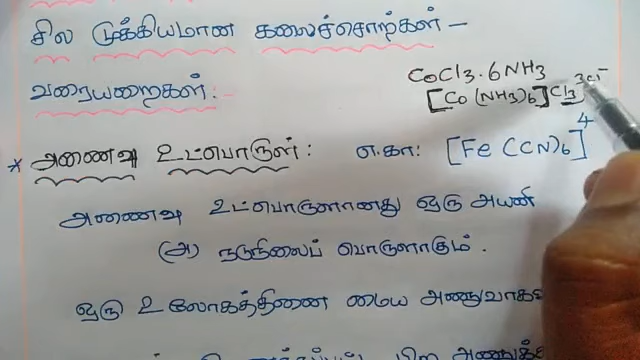 சில முக்கியமான கலைச்சொற்கள் –
வரையறைகள் :
CoCl3 . 6NH3
[Co(NH3)6]Cl3 3Cl⁻
* அணைவு உட்பொருள் : எ.கா: [Fe(CN)6]4
அணைவு உட்பொருளானது ஒரு அயனி
(அ) நடுநிலைப் பொருளாகும் .
ஒரு உலோகத்தினை மைய அணுவாக
பிற அணுக்க